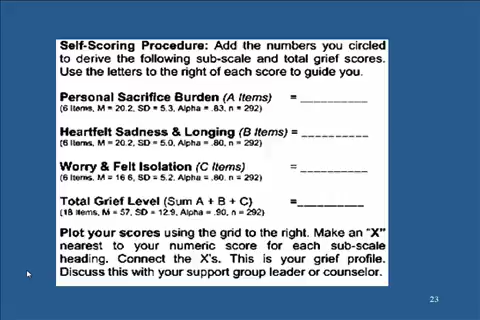 Self-Scoring Procedure: Add the numbers you circled
to derive the following sub-scale and total grief scores.
Use the letters to the right of each score to guide you.
Personal Sacrifice Burden (A Items) = __________
(6 Items, M = 20.2, SD = 5.3, Alpha = .83, n = 292)
Heartfelt Sadness & Longing (B Items) = __________
(6 Items, M = 20.2, SD = 5.0, Alpha = .80, n = 292)
Worry & Felt Isolation (C Items) = __________
(6 Items, M = 16.6, SD = 5.2, Alpha = .80, n = 292)
Total Grief Level (Sum A + B + C) =__________
(18 Items, M = 57, SD = 12.9, Alpha = .90, n = 292)
Plot your scores using the grid to the right. Make an "X"
nearest to your numeric score for each sub-scale
heading. Connect the X's. This is your grief profile.
Discuss this with your support group leader or counselor.
23